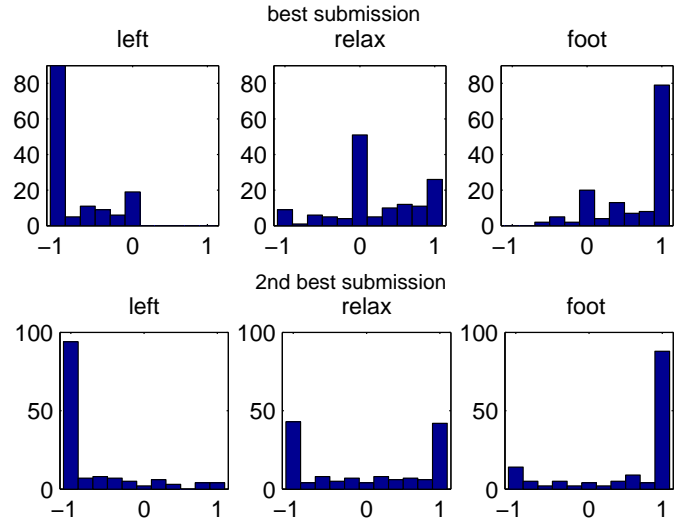 best submission
left relax foot
80 80 80
60 60 60
40 40 40
20 20 20
0 0 0
−1 0 1 −1 0 1 −1 0 1
2nd best submission
left relax foot
100 100 100
50 50 50
0 0 0
−1 0 1 −1 0 1 −1 0 1